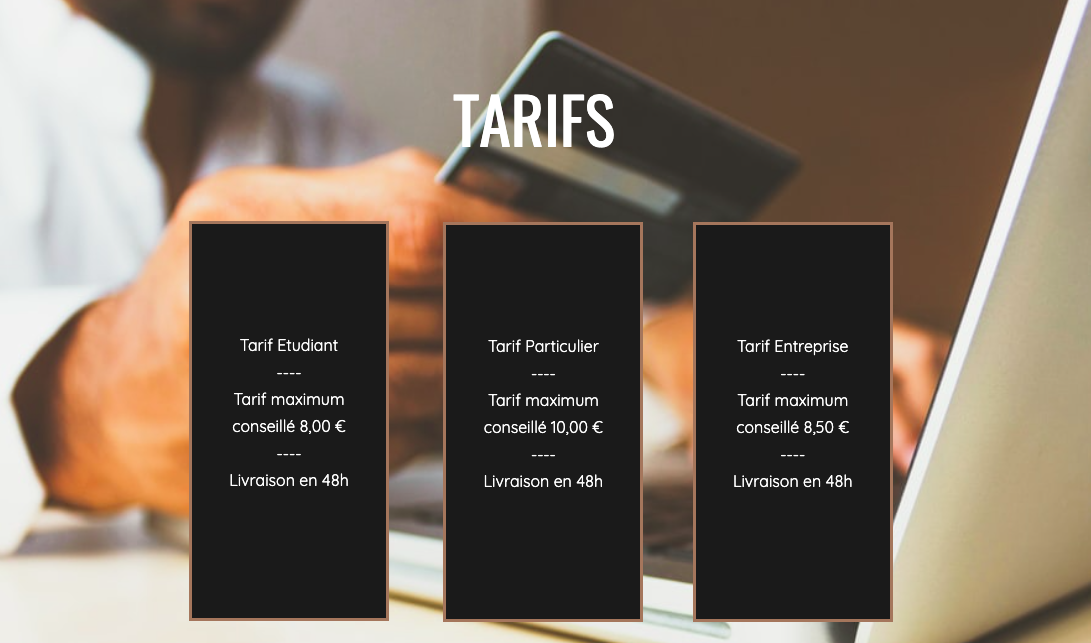 TARIFS
Tarif Etudiant
----
Tarif maximum
conseillé 8,00 €
----
Livraison en 48h
Tarif Particulier
----
Tarif maximum
conseillé 10,00 €
----
Livraison en 48h
Tarif Entreprise
----
Tarif maximum
conseillé 8,50 €
----
Livraison en 48h